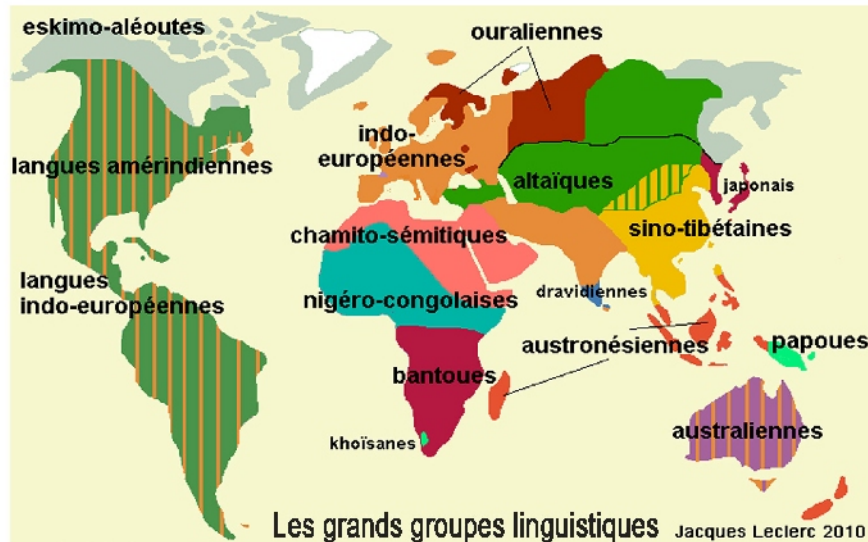 eskimo-aléoutes
ouraliennes
indo-
européennes
langues amérindiennes
altaïques
japonais
chamito-sémitiques
sino-tibétaines
langues
indo-européennes
nigéro-congolaises
dravidiennes
austronésiennes
papoues
bantoues
australiennes
khoïsanes
Les grands groupes linguistiques
Jacques Leclerc 2010